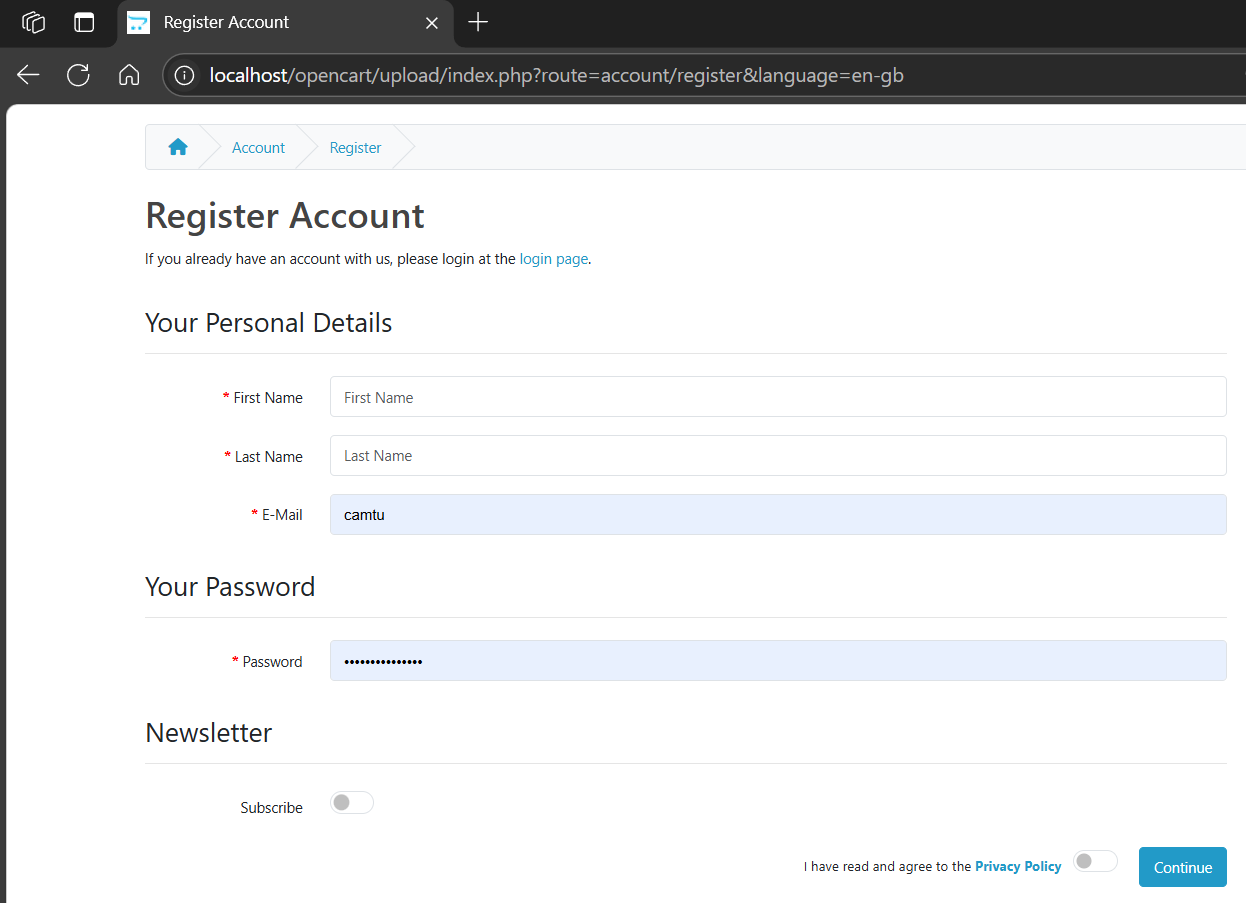 Register Account
localhost/opencart/upload/index.php?route=account/register&language=en-gb
Account Register
Register Account
If you already have an account with us, please login at the login page.
Your Personal Details
* First Name First Name
* Last Name Last Name
* E-Mail camtu
Your Password
* Password •••••••••••••••
Newsletter
Subscribe
I have read and agree to the Privacy Policy Continue